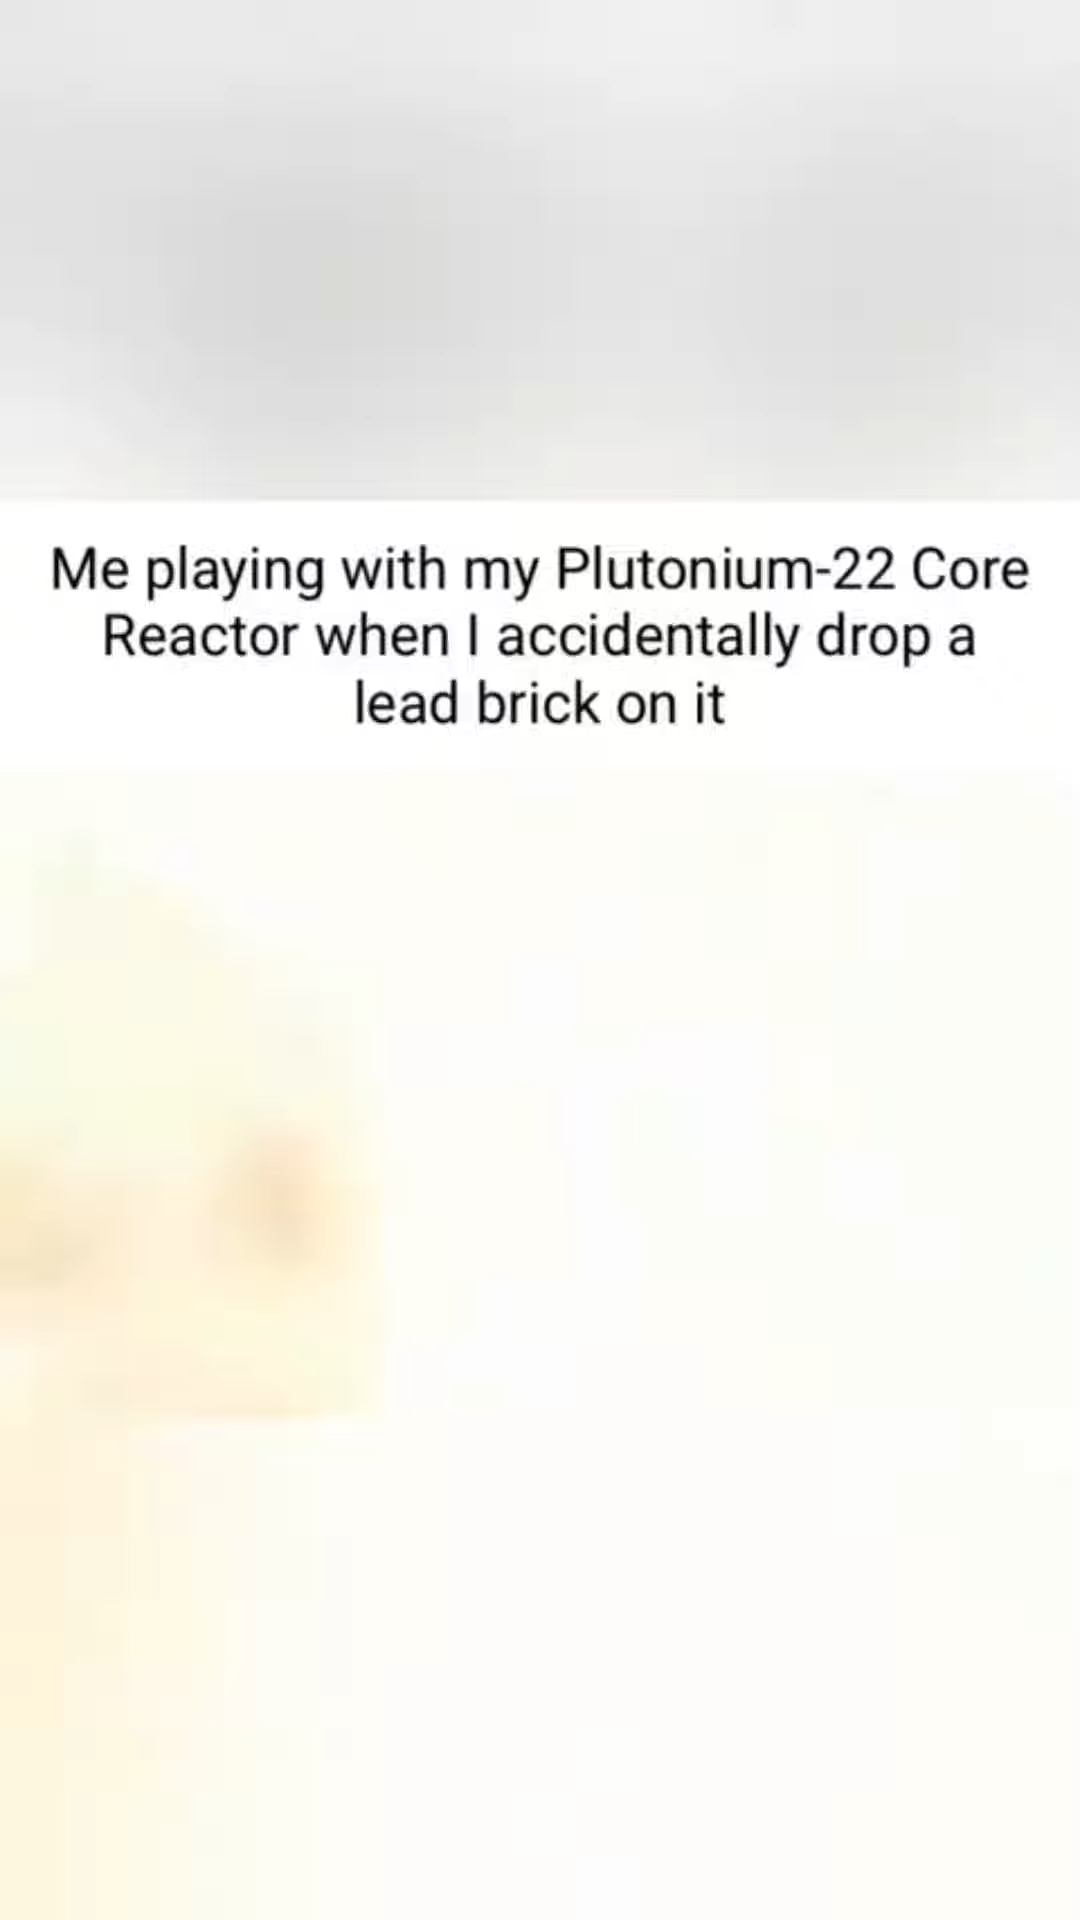 Me playing with my Plutonium-22 Core
Reactor when I accidentally drop a
lead brick on it